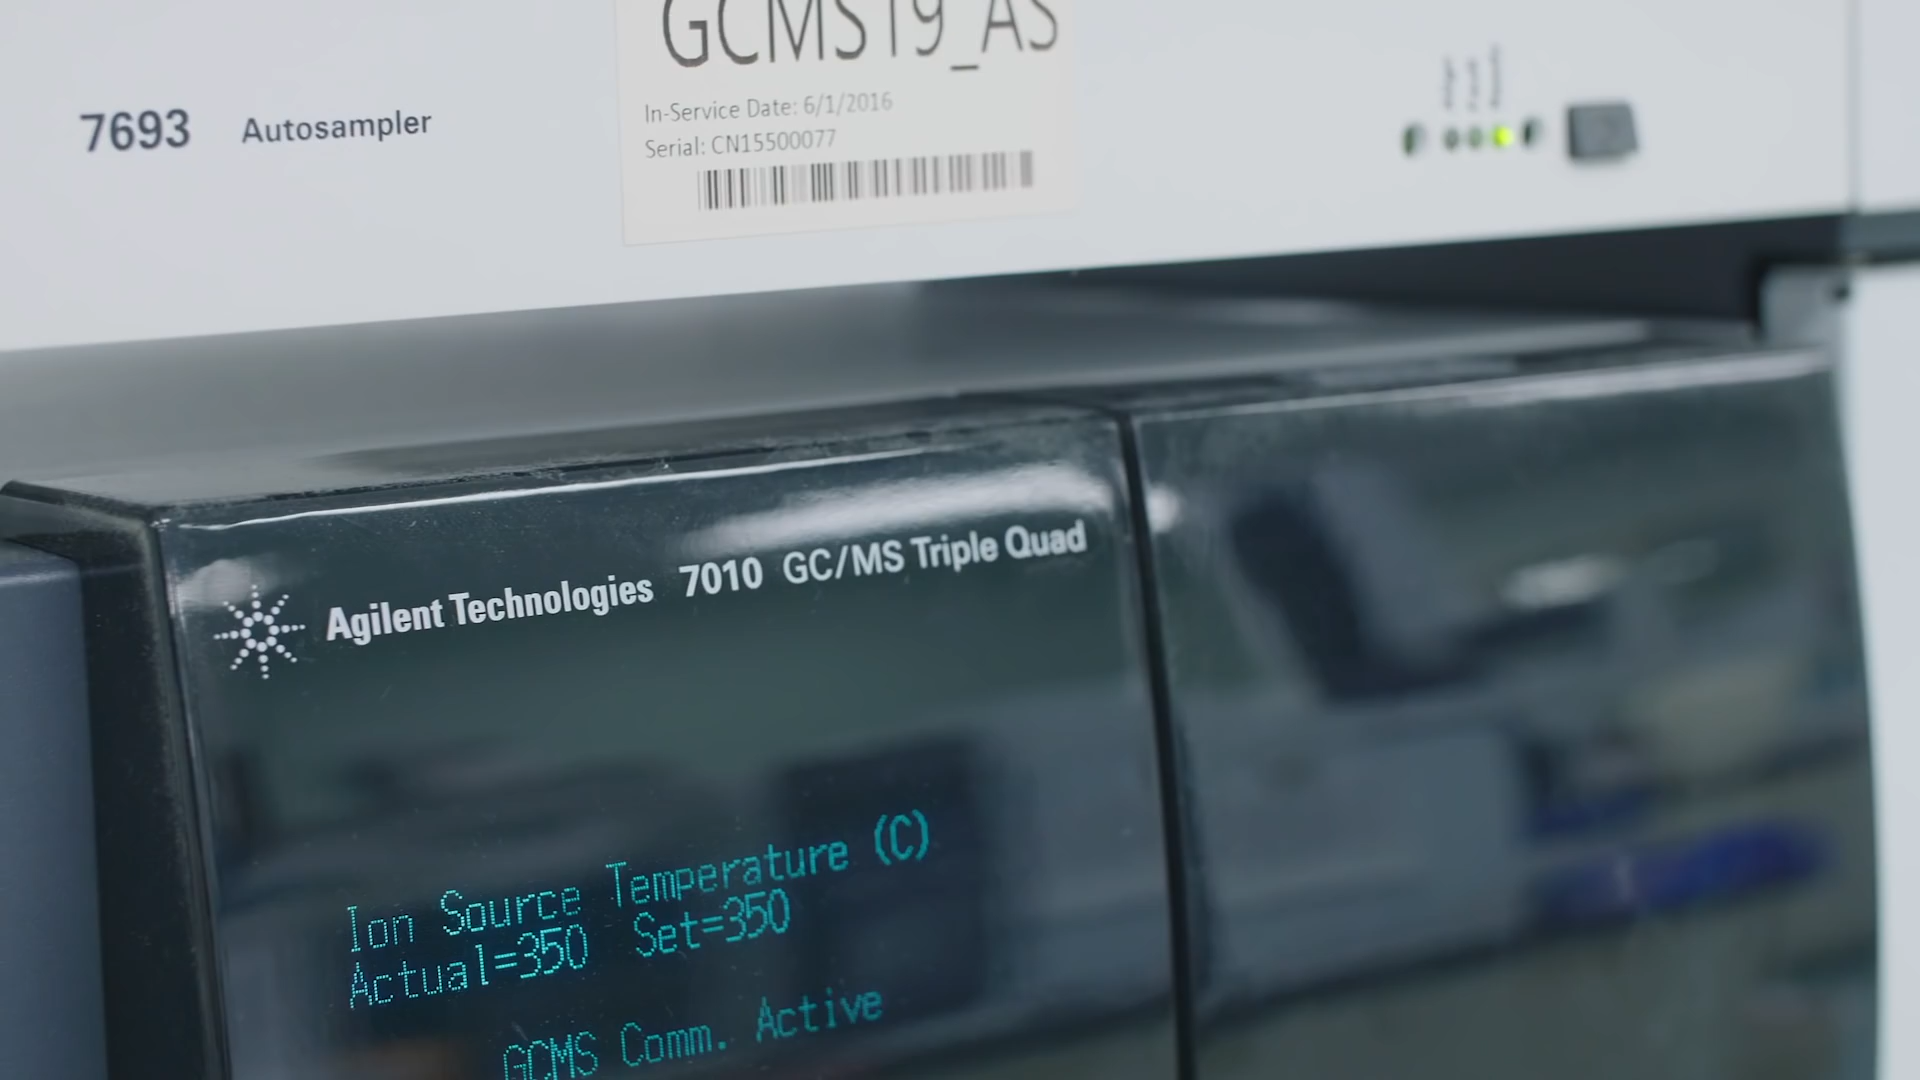 GCMS19_AS
7693 Autosampler
In-Service Date: 6/1/2016
Serial: CN15500077
Agilent Technologies 7010 GC/MS Triple Quad
Ion Source Temperature (C)
Actual=350 Set=350
GCMS Comm. Active